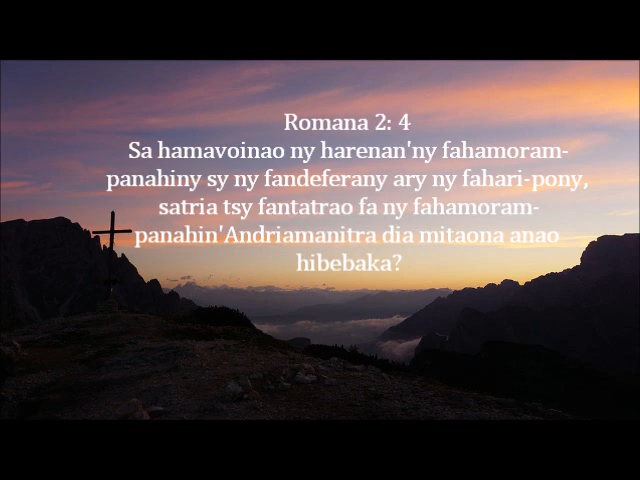 Romana 2: 4
Sa hamavoinao ny harenan'ny fahamoram-
panahiny sy ny fandeferany ary ny fahari-pony,
satria tsy fantatrao fa ny fahamoram-
panahin'Andriamanitra dia mitaona anao
hibebaka?